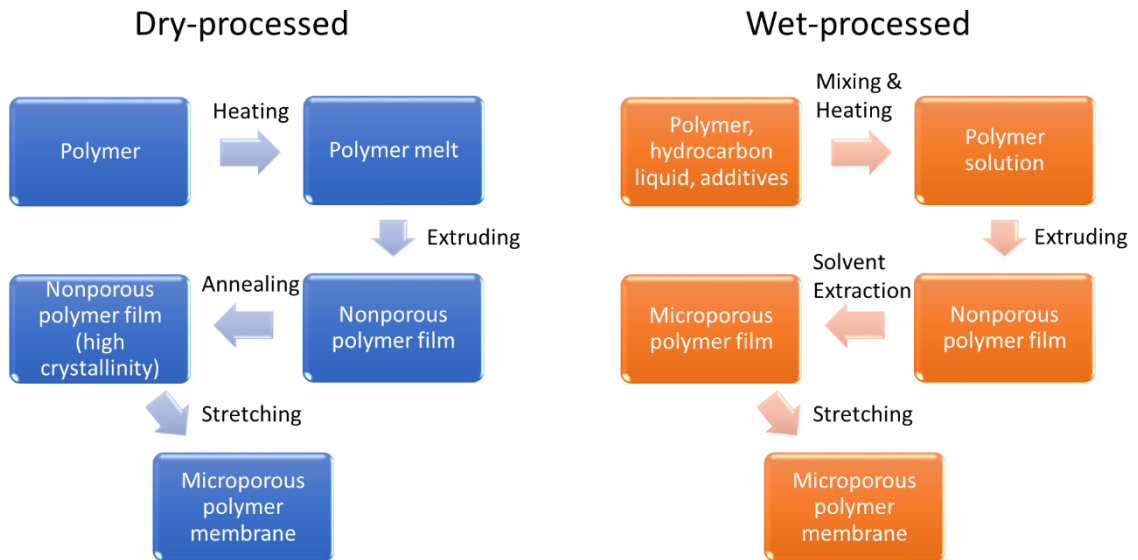 Dry-processed
Polymer
Heating
Polymer melt
Extruding
Nonporous
polymer film
Annealing
Nonporous
polymer film
(high
crystallinity)
Stretching
Microporous
polymer
membrane
Wet-processed
Polymer,
hydrocarbon
liquid, additives
Mixing &
Heating
Polymer
solution
Extruding
Nonporous
polymer film
Solvent
Extraction
Microporous
polymer film
Stretching
Microporous
polymer
membrane